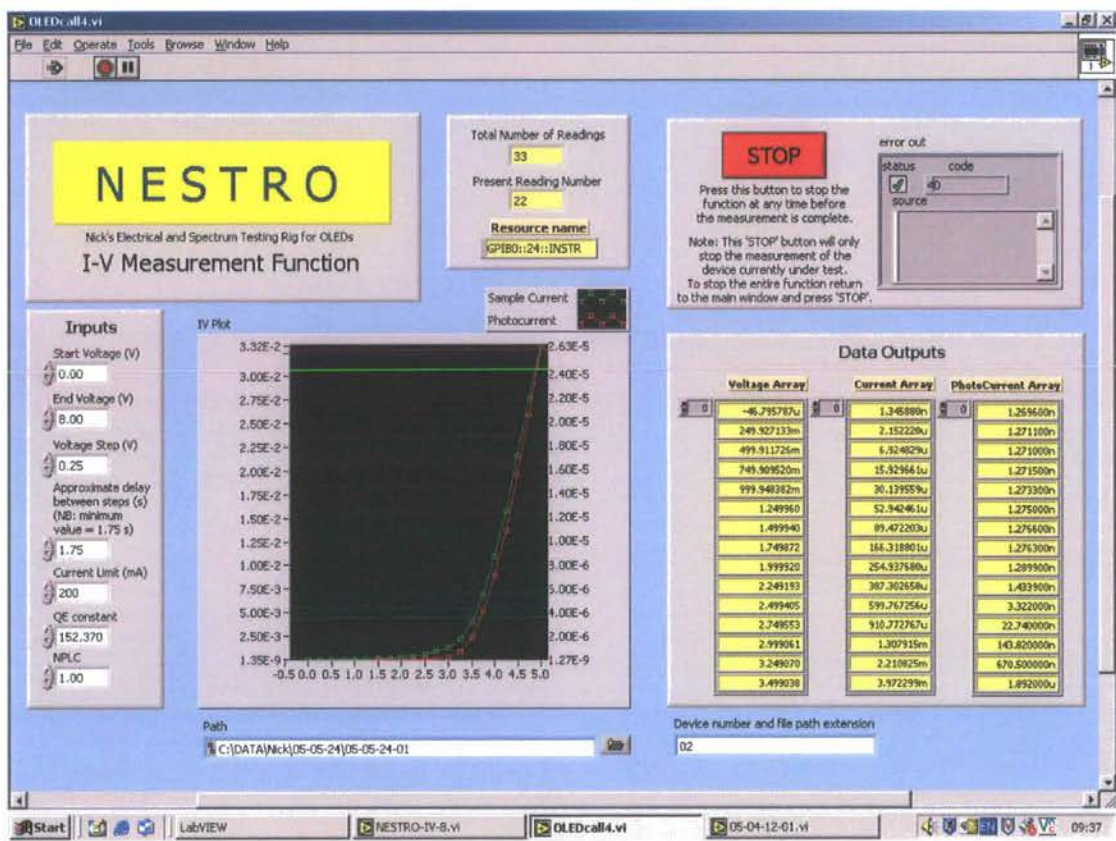 OLEDcall4.vi
File Edit Operate Tools Browse Window Help
NESTRO
Nick's Electrical and Spectrum Testing Rig for OLEDs
I-V Measurement Function
Total Number of Readings
33
Present Reading Number
22
Resource name
GPIB0::24::INSTR
STOP
Press this button to stop the
function at any time before
the measurement is complete.
Note: This 'STOP' button will only
stop the measurement of the
device currently under test.
To stop the entire function return
to the main window and press 'STOP'.
error out
status code
source
Sample Current
Photocurrent
Inputs
Start Voltage (V)
0.00
End Voltage (V)
8.00
Voltage Step (V)
0.25
Approximate delay
between steps (s)
(NB: minimum
value = 1.75 s)
1.75
Current Limit (mA)
200
QE constant
152.370
NPLC
1.00
IV Plot
3.32E-2 2.63E-5
3.00E-2 2.40E-5
2.75E-2 2.20E-5
2.50E-2 2.00E-5
2.25E-2 1.80E-5
2.00E-2 1.60E-5
1.75E-2 1.40E-5
1.50E-2 1.20E-5
1.25E-2 1.00E-5
1.00E-2 8.00E-6
7.50E-3 6.00E-6
5.00E-3 4.00E-6
2.50E-3 2.00E-6
1.35E-9 1.27E-9
-0.5 0.0 0.5 1.0 1.5 2.0 2.5 3.0 3.5 4.0 4.5 5.0
Data Outputs
Voltage Array Current Array PhotoCurrent Array
0 -46.795787u 0 1.345880n 0 1.269600n
249.927133m 2.152220u 1.271100n
499.911726m 6.924829u 1.271000n
749.909520m 15.929661u 1.271500n
999.948382m 30.139559u 1.273300n
1.249960 52.942461u 1.275000n
1.499940 89.472203u 1.276600n
1.749872 166.318801u 1.276300n
1.999920 254.937680u 1.289900n
2.249193 387.302658u 1.433900n
2.499405 599.767256u 3.322000n
2.749553 910.772767u 22.740000n
2.999061 1.307915m 143.820000n
3.249070 2.210825m 670.500000n
3.499038 3.972299m 1.892000u
Path
C:\DATA\Nick\05-05-24\05-05-24-01
Device number and file path extension
02
Start LabVIEW NESTRO-IV-8.vi OLEDcall4.vi 05-04-12-01.vi EN 09:37